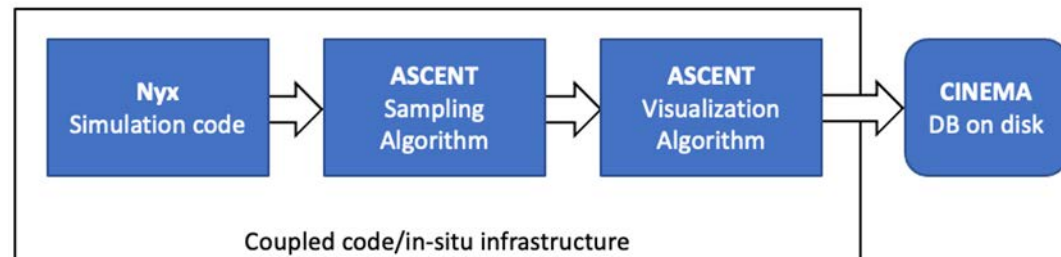 Nyx
Simulation code
ASCENT
Sampling
Algorithm
ASCENT
Visualization
Algorithm
CINEMA
DB on disk
Coupled code/in-situ infrastructure